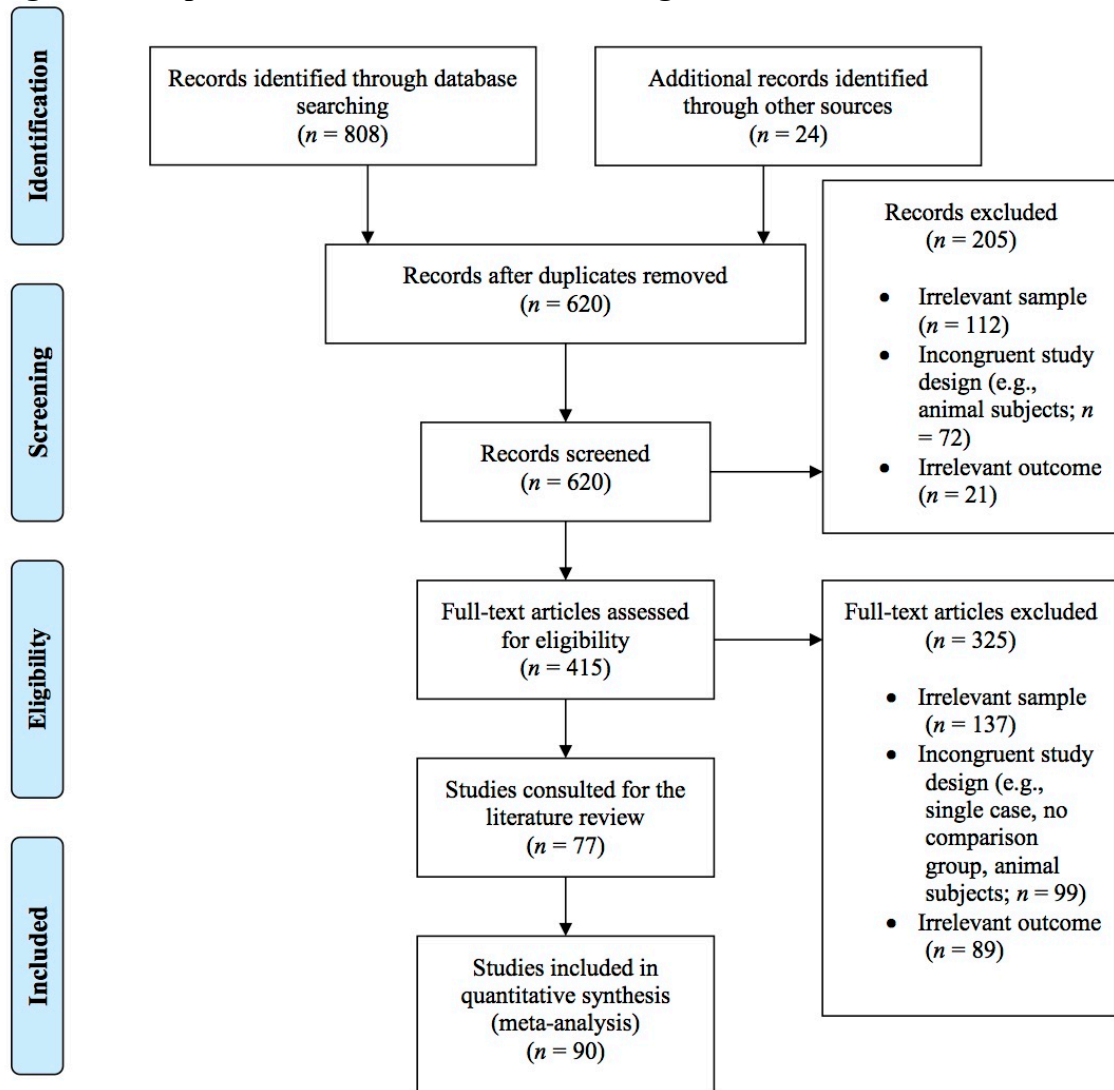 Identification
Records identified through database
searching
(n = 808)
Additional records identified
through other sources
(n = 24)
Records after duplicates removed
(n = 620)
Records excluded
(n = 205)
• Irrelevant sample
(n = 112)
• Incongruent study
design (e.g.,
animal subjects; n
= 72)
• Irrelevant outcome
(n = 21)
Screening
Records screened
(n = 620)
Eligibility
Full-text articles assessed
for eligibility
(n = 415)
Full-text articles excluded
(n = 325)
• Irrelevant sample
(n = 137)
• Incongruent study
design (e.g.,
single case, no
comparison
group, animal
subjects; n = 99)
• Irrelevant outcome
(n = 89)
Studies consulted for the
literature review
(n = 77)
Included
Studies included in
quantitative synthesis
(meta-analysis)
(n = 90)